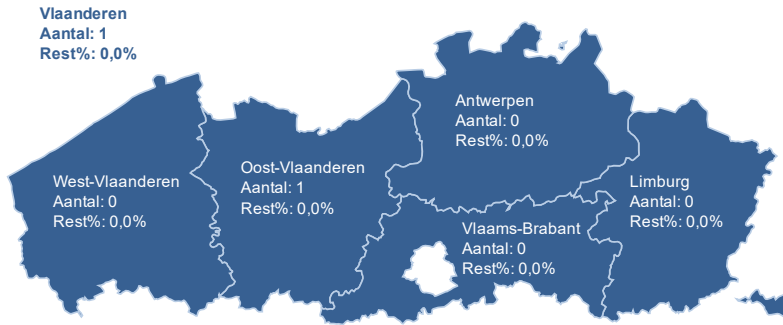 Vlaanderen
Aantal: 1
Rest%: 0,0%
Antwerpen
Aantal: 0
Rest%: 0,0%
West-Vlaanderen
Aantal: 0
Rest%: 0,0%
Oost-Vlaanderen
Aantal: 1
Rest%: 0,0%
Limburg
Aantal: 0
Rest%: 0,0%
Vlaams-Brabant
Aantal: 0
Rest%: 0,0%